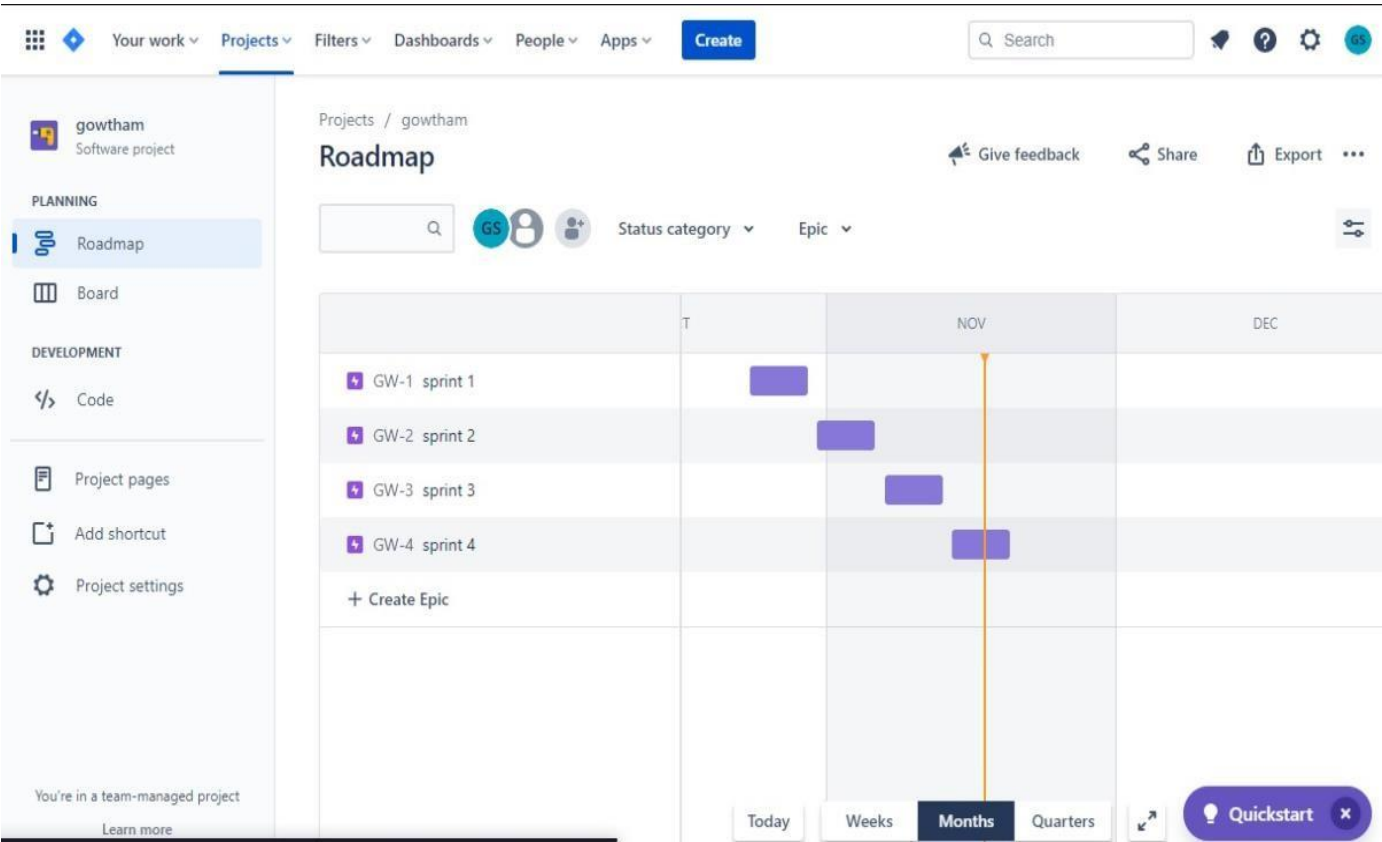 Your work Projects Filters Dashboards People Apps Create Search GS
gowtham
Software project
PLANNING
Roadmap
Board
DEVELOPMENT
Code
Project pages
Add shortcut
Project settings
You're in a team-managed project
Learn more
Projects / gowtham
Roadmap
Give feedback Share Export
GS Status category Epic
T NOV DEC
GW-1 sprint 1
GW-2 sprint 2
GW-3 sprint 3
GW-4 sprint 4
+ Create Epic
Today Weeks Months Quarters
Quickstart